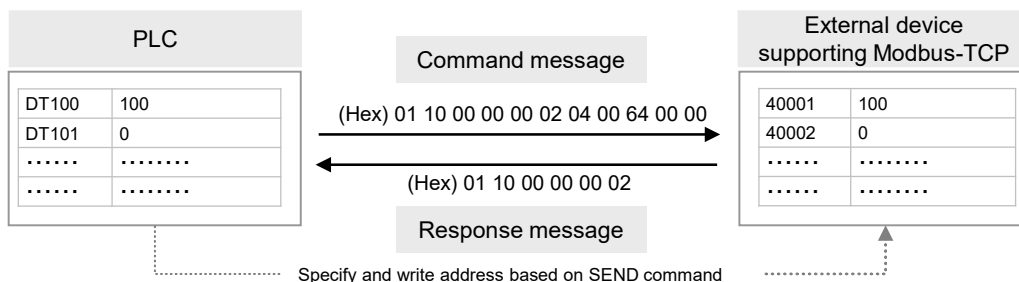 PLC
External device
supporting Modbus-TCP
Command message
DT100 100
DT101 0
...... ........
...... ........
(Hex) 01 10 00 00 00 02 04 00 64 00 00
(Hex) 01 10 00 00 00 02
40001 100
40002 0
...... ........
...... ........
Response message
Specify and write address based on SEND command